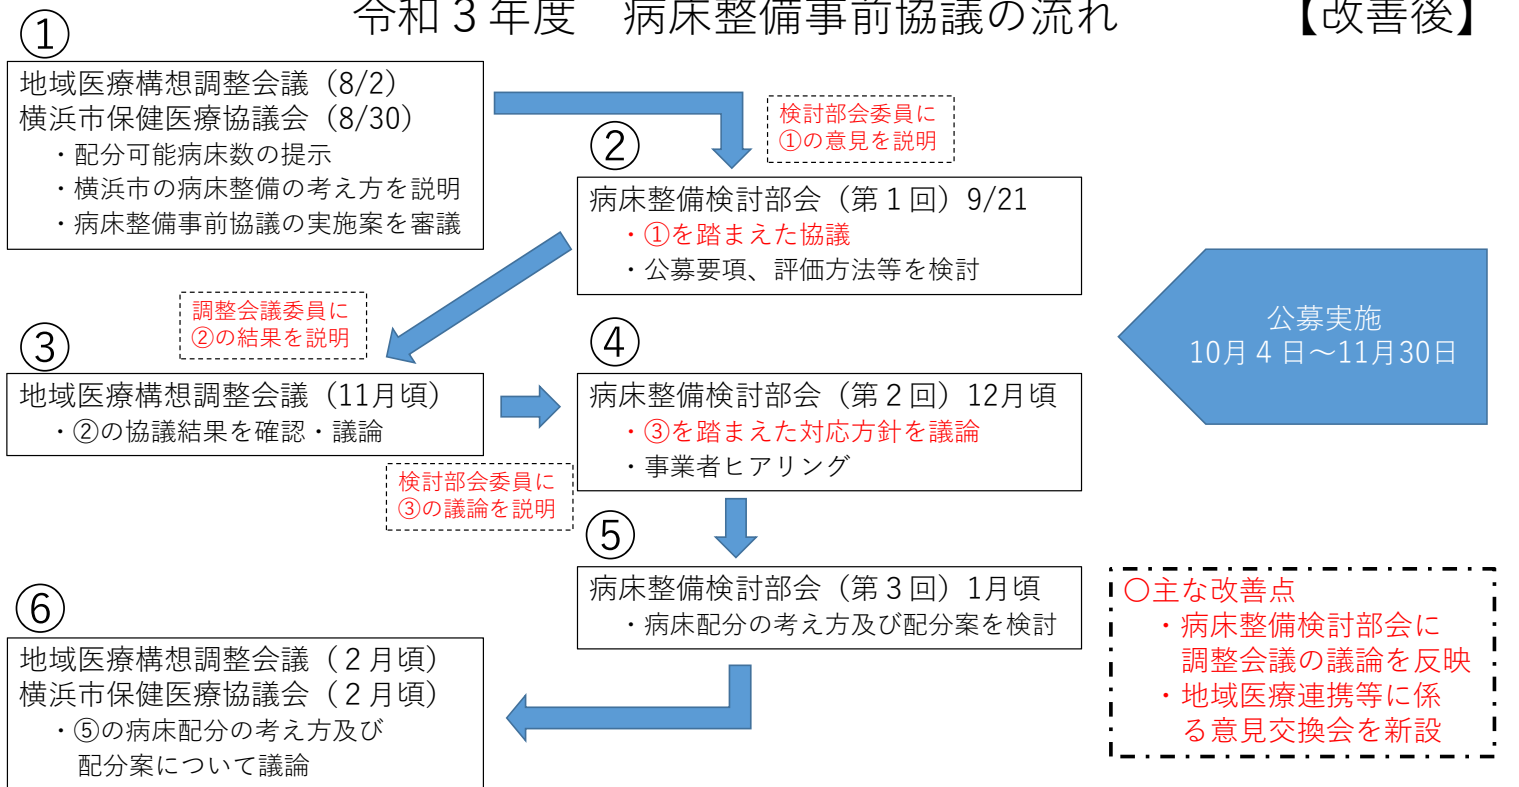 令和３年度　病床整備事前協議の流れ　【改善後】
①
地域医療構想調整会議（8/2）
横浜市保健医療協議会（8/30）
・配分可能病床数の提示
・横浜市の病床整備の考え方を説明
・病床整備事前協議の実施案を審議
検討部会委員に
①の意見を説明
②
病床整備検討部会（第１回）9/21
・①を踏まえた協議
・公募要項、評価方法等を検討
調整会議委員に
②の結果を説明
公募実施
10月４日～11月30日
③
地域医療構想調整会議（11月頃）
・②の協議結果を確認・議論
検討部会委員に
③の議論を説明
④
病床整備検討部会（第２回）12月頃
・③を踏まえた対応方針を議論
・事業者ヒアリング
⑤
病床整備検討部会（第３回）1月頃
・病床配分の考え方及び配分案を検討
⑥
地域医療構想調整会議（２月頃）
横浜市保健医療協議会（２月頃）
・⑤の病床配分の考え方及び
配分案について議論
〇主な改善点
・病床整備検討部会に
調整会議の議論を反映
・地域医療連携等に係
る意見交換会を新設